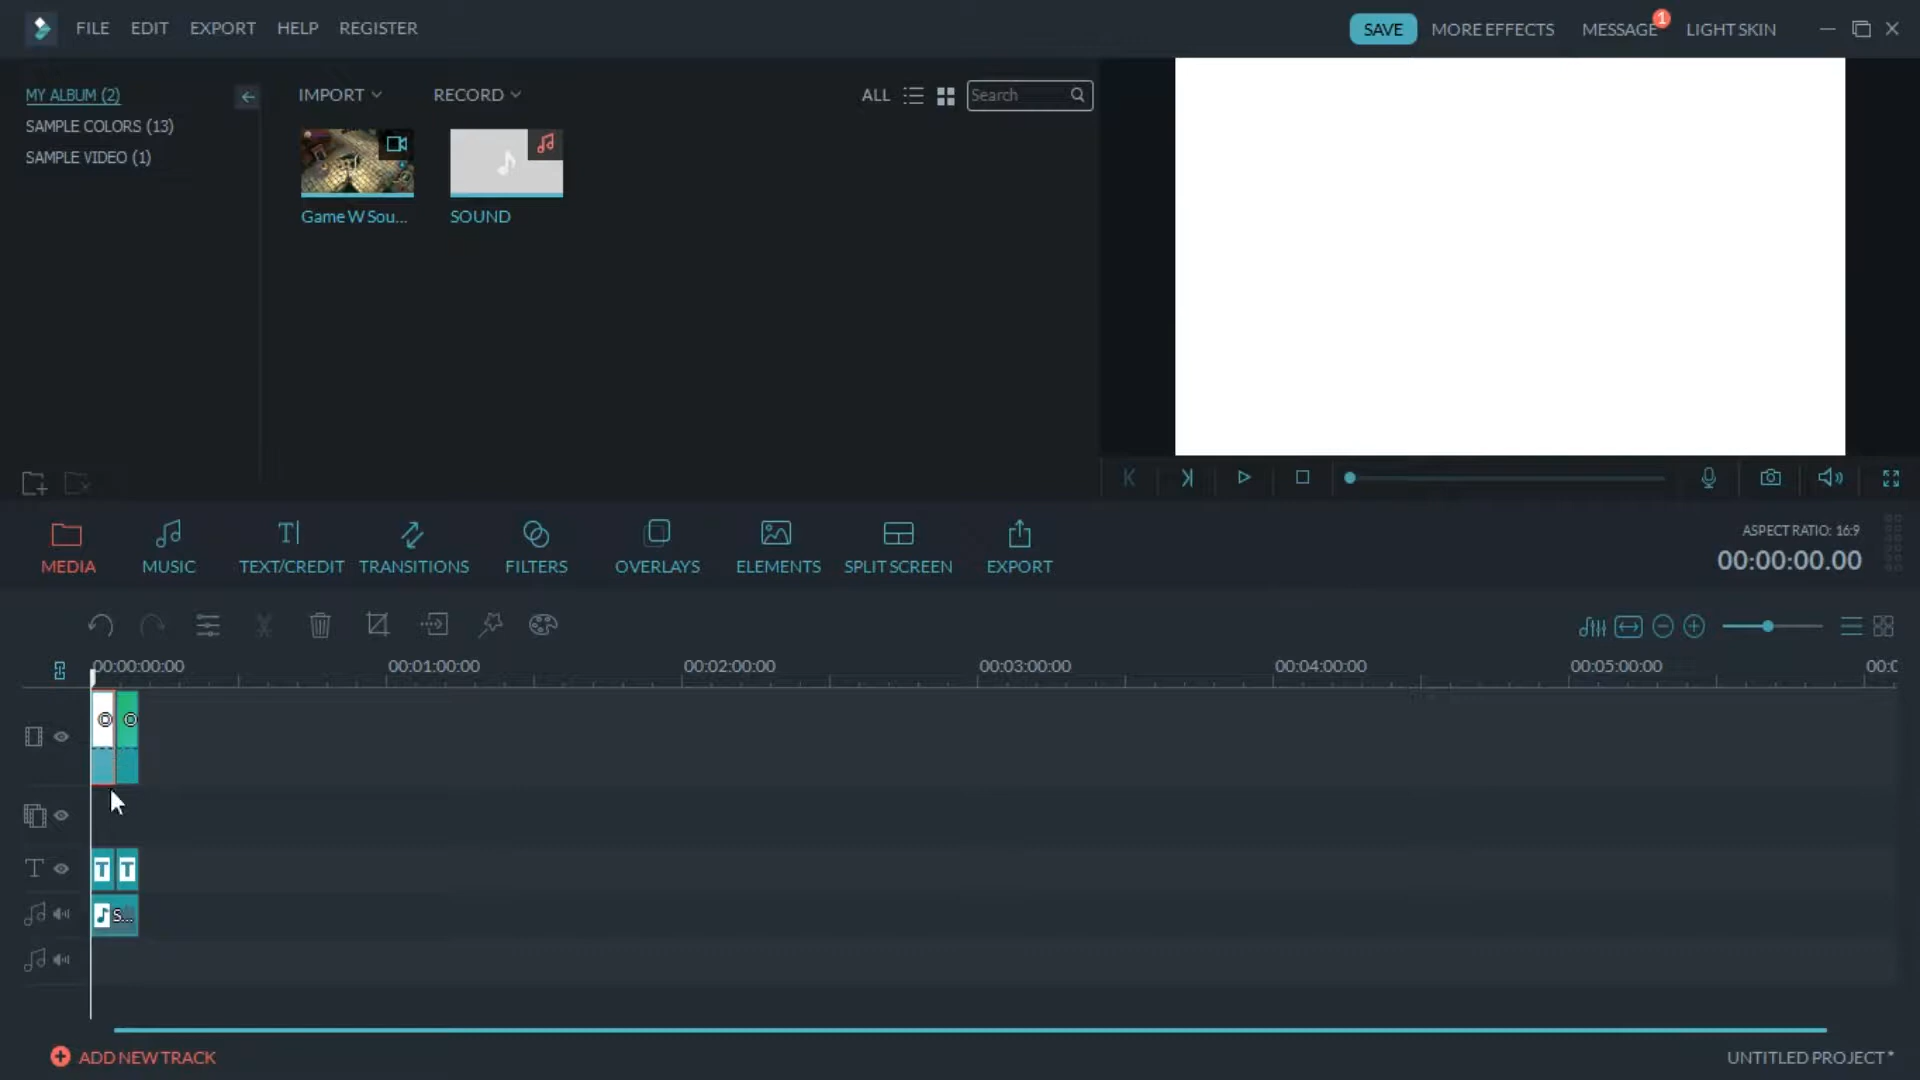 FILE EDIT EXPORT HELP REGISTER SAVE MORE EFFECTS MESSAGE 1 LIGHT SKIN
MY ALBUM (2)
SAMPLE COLORS (13)
SAMPLE VIDEO (1)
IMPORT RECORD ALL Search
Game W Sou... SOUND
MEDIA MUSIC TEXT/CREDIT TRANSITIONS FILTERS OVERLAYS ELEMENTS SPLIT SCREEN EXPORT
ASPECT RATIO: 16:9
00:00:00.00
00:00:00:00 00:01:00:00 00:02:00:00 00:03:00:00 00:04:00:00 00:05:00:00 00:0
T T T
S...
ADD NEW TRACK UNTITLED PROJECT*